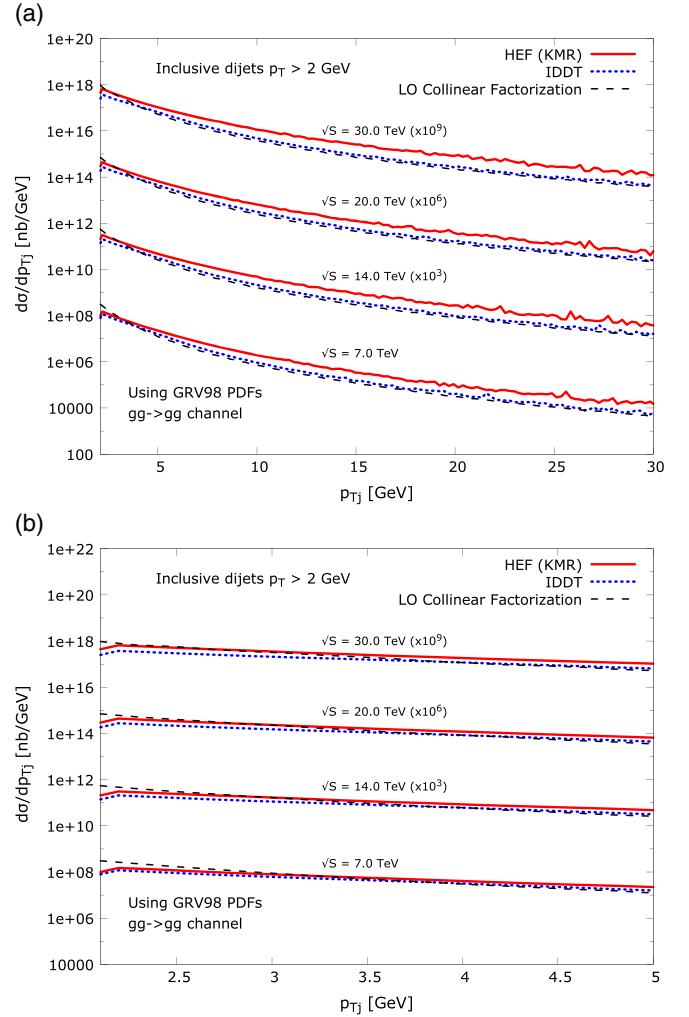 (a)
1e+20
1e+18
1e+16
1e+14
1e+12
1e+10
1e+08
1e+06
10000
100
dσ/dp_Tj [nb/GeV]
Inclusive dijets p_T > 2 GeV
HEF (KMR)
IDDT
LO Collinear Factorization
√S = 30.0 TeV (x10⁹)
√S = 20.0 TeV (x10⁶)
√S = 14.0 TeV (x10³)
√S = 7.0 TeV
Using GRV98 PDFs
gg->gg channel
5 10 15 20 25 30
p_Tj [GeV]
(b)
1e+22
1e+20
1e+18
1e+16
1e+14
1e+12
1e+10
1e+08
1e+06
10000
dσ/dp_Tj [nb/GeV]
Inclusive dijets p_T > 2 GeV
HEF (KMR)
IDDT
LO Collinear Factorization
√S = 30.0 TeV (x10⁹)
√S = 20.0 TeV (x10⁶)
√S = 14.0 TeV (x10³)
√S = 7.0 TeV
Using GRV98 PDFs
gg->gg channel
2.5 3 3.5 4 4.5 5
p_Tj [GeV]